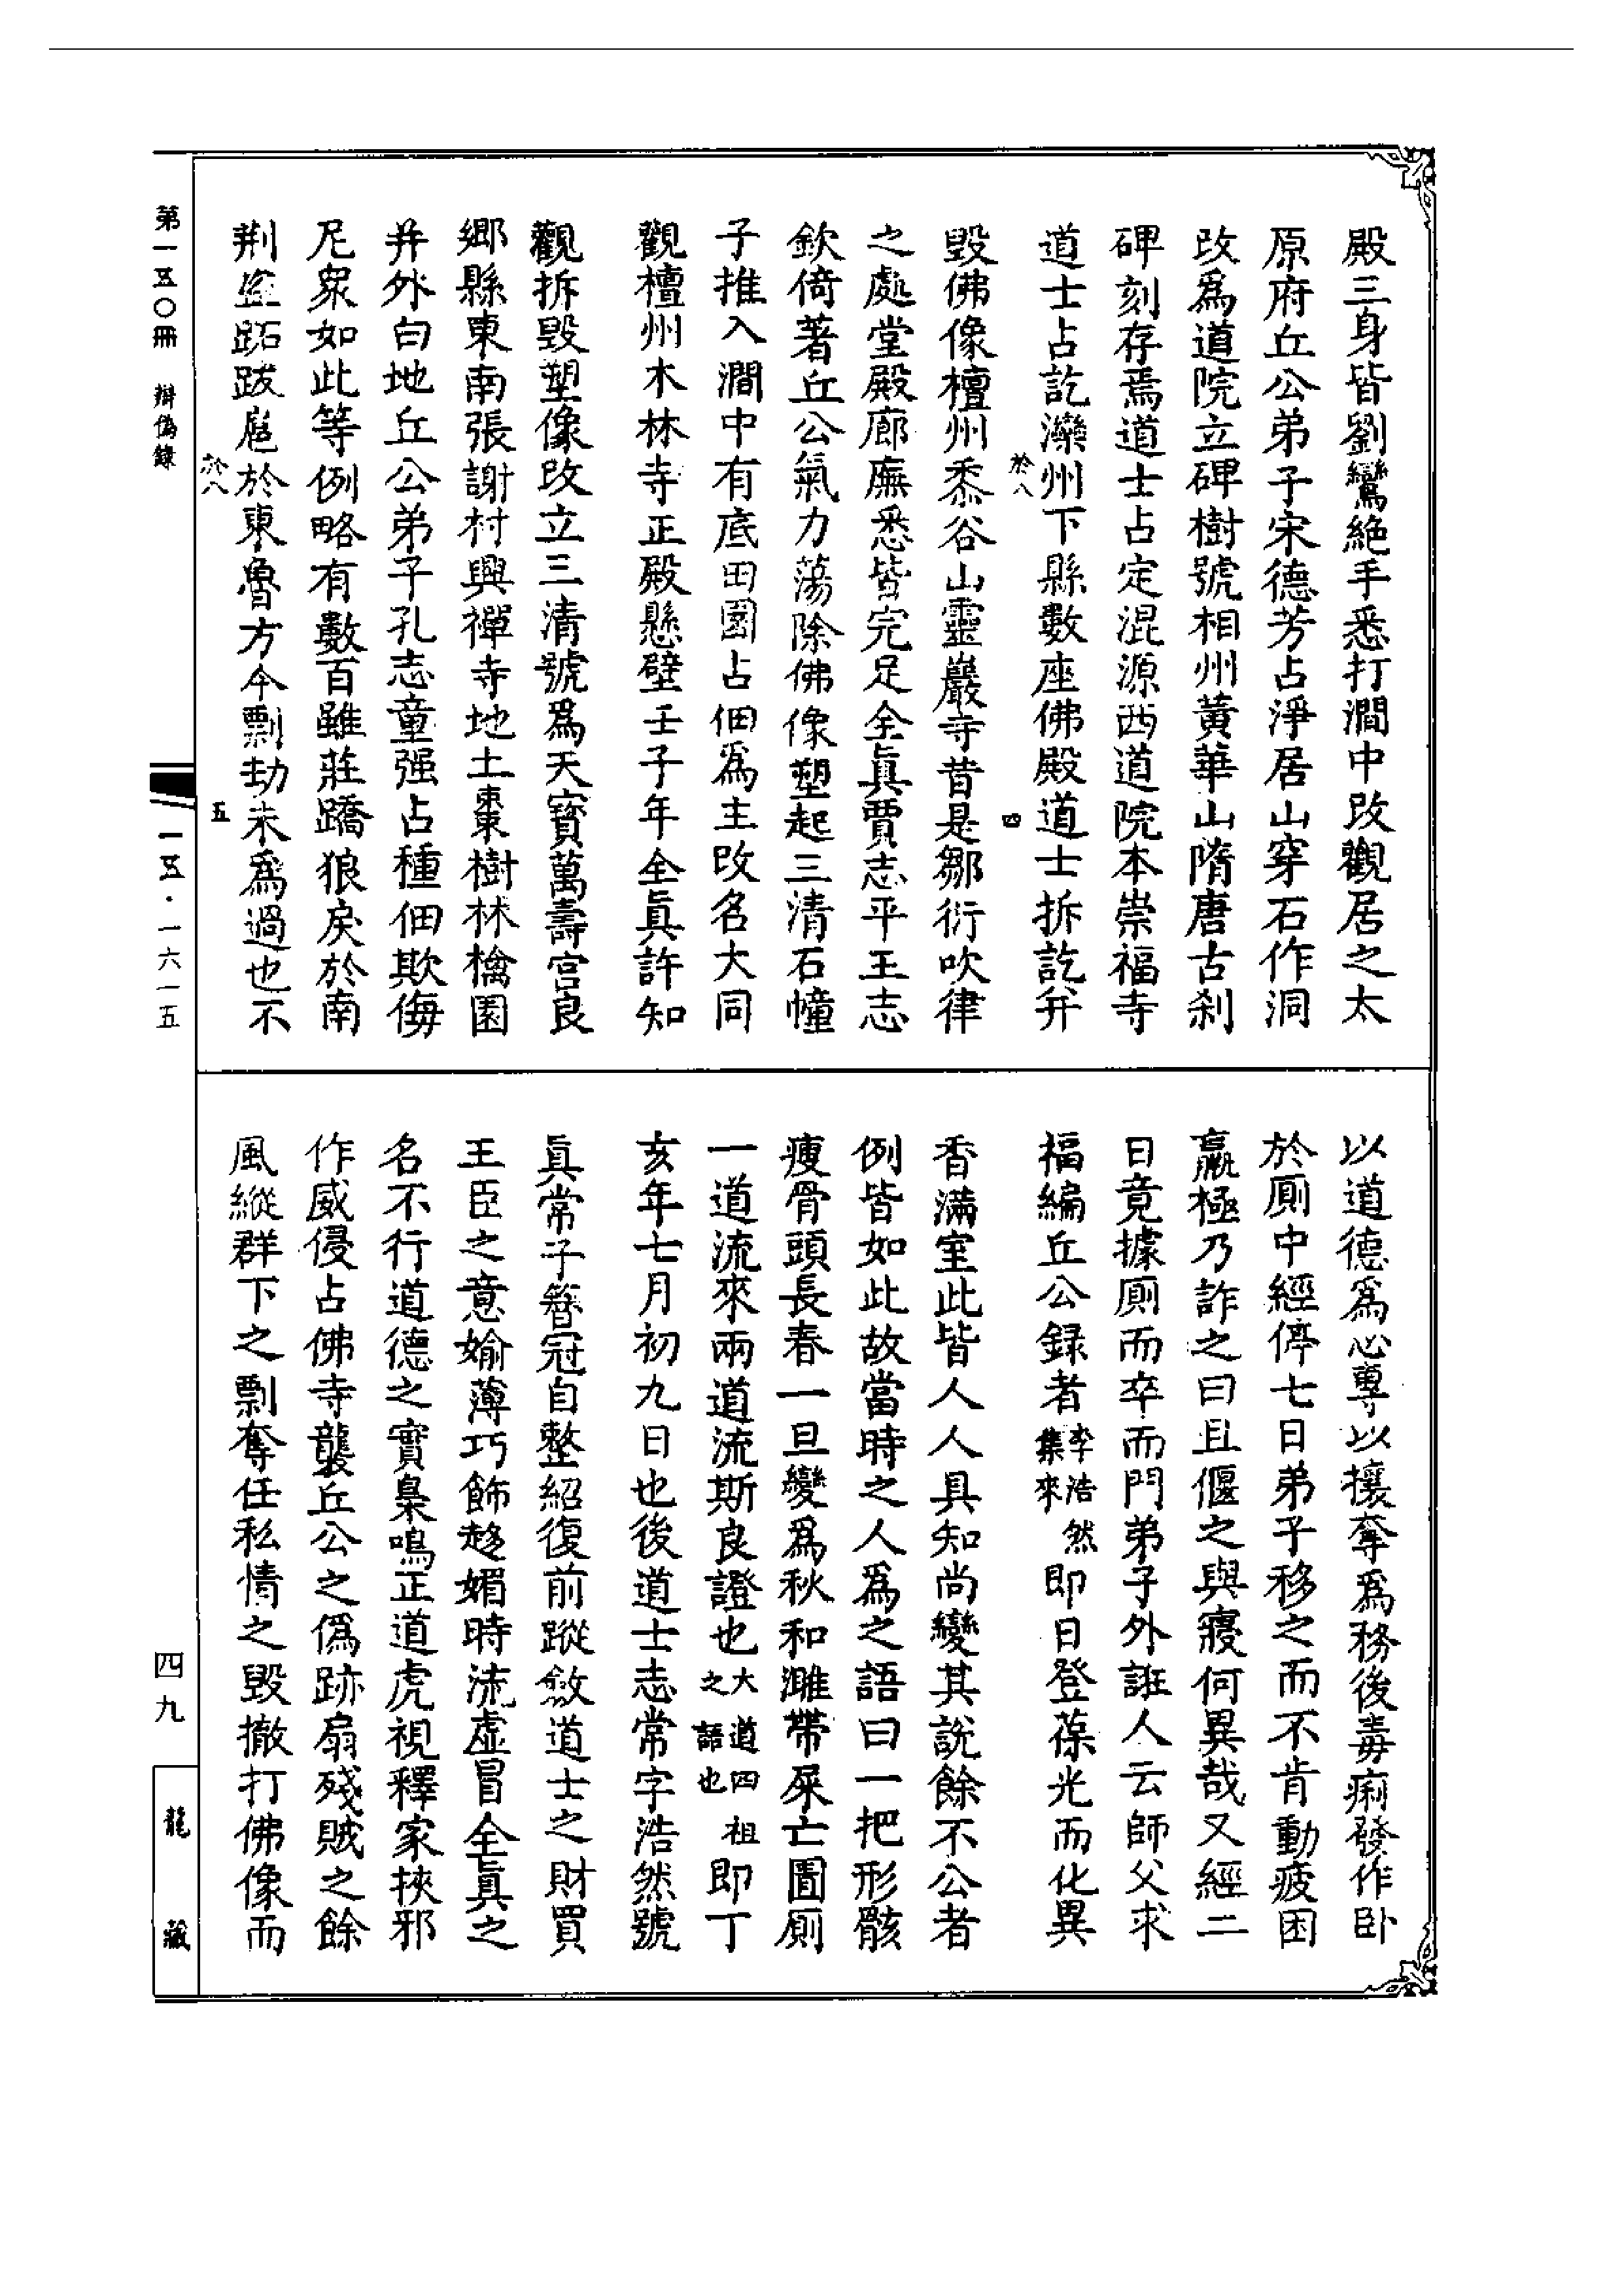 殿三身皆劉鸞絶手悉打澗中改觀居之太
原府丘公弟子宋德芳占淨居山穿石作洞
改爲道院立碑樹號相州黃華山隋唐古刹
碑刻存焉道士占定混源西道院本崇福寺
道士占訖灤州下縣數座佛殿道士拆訖幷
於八
四
毀佛像檀州黍谷山靈巖寺昔是鄒衍吹律
之處堂殿廊廡悉皆完足全眞賈志平王志
欽倚著丘公氣力蕩除佛像塑起三清石幢
子推入澗中有底田園占佃爲主改名大同
觀檀州木林寺正殿懸壁壬子年全眞許知
觀拆毀塑像改立三清號爲天寳萬壽宮良
鄉縣東南張謝村興禪寺地土東東樹林檎園
并外白地丘公弟子孔志童强占種佃欺侮
尼衆如此等例略有數百雖莊蹻狼戾於南
荆盜跖跋扈於東魯方今剽劫未爲過也不
於八
五
以道德爲心專以攘奪爲務後毒痢發作卧
於廁中經停七日弟子移之而不肯動疲困
羸極乃詐之曰且偃之與寢何異哉又經二
日竟據廁而卒而門弟子外誑人云師父求
福編丘公録者李浩然集來即日登葆光而化異
香滿室此皆人人具知尚變其說餘不公者
例皆如此故當時之人爲之語曰一把形骸
瘦骨頭長春一旦變爲秋和濉帶屎亡圊廁
一道流來兩道流斯良證也大道四祖之語也即丁
亥年七月初九日也後道士志常字浩然號
眞常子簪冠自整紹復前蹤斂道士之財買
王臣之意媮薄巧飾趍媚時流虛冒全眞之
名不行道德之實梟鳴正道虎視釋家挾邪
作威侵占佛寺襲丘公之僞跡扇殘賊之餘
風縱群下之剽奪任私情之毀撤打佛像而
第一五〇冊 辯偽錄
一五·一六一五
四九
龍藏